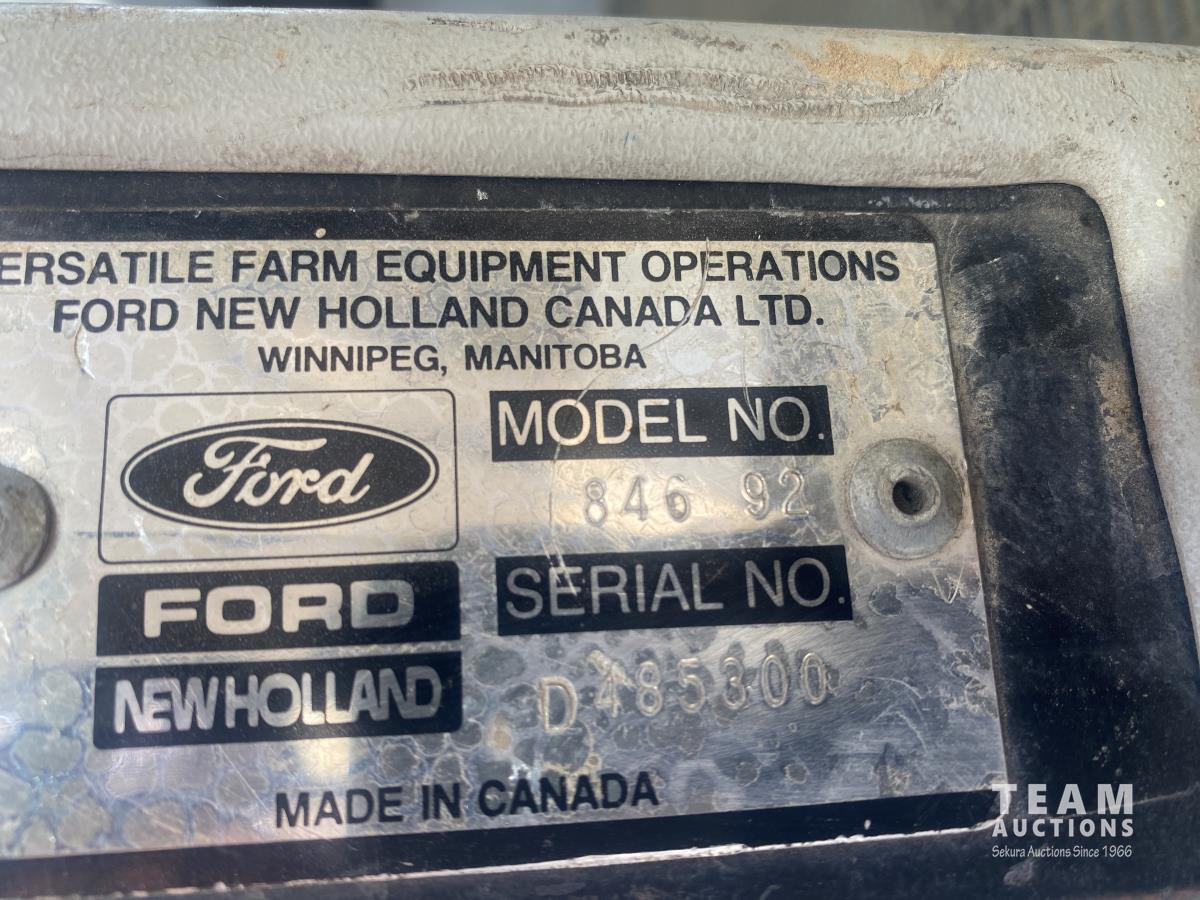 ERSATILE FARM EQUIPMENT OPERATIONS
FORD NEW HOLLAND CANADA LTD.
WINNIPEG, MANITOBA
Ford
FORD
NEW HOLLAND
MODEL NO.
846 92
SERIAL NO.
D485300
MADE IN CANADA
TEAM
AUCTIONS
Sekura Auctions Since 1966